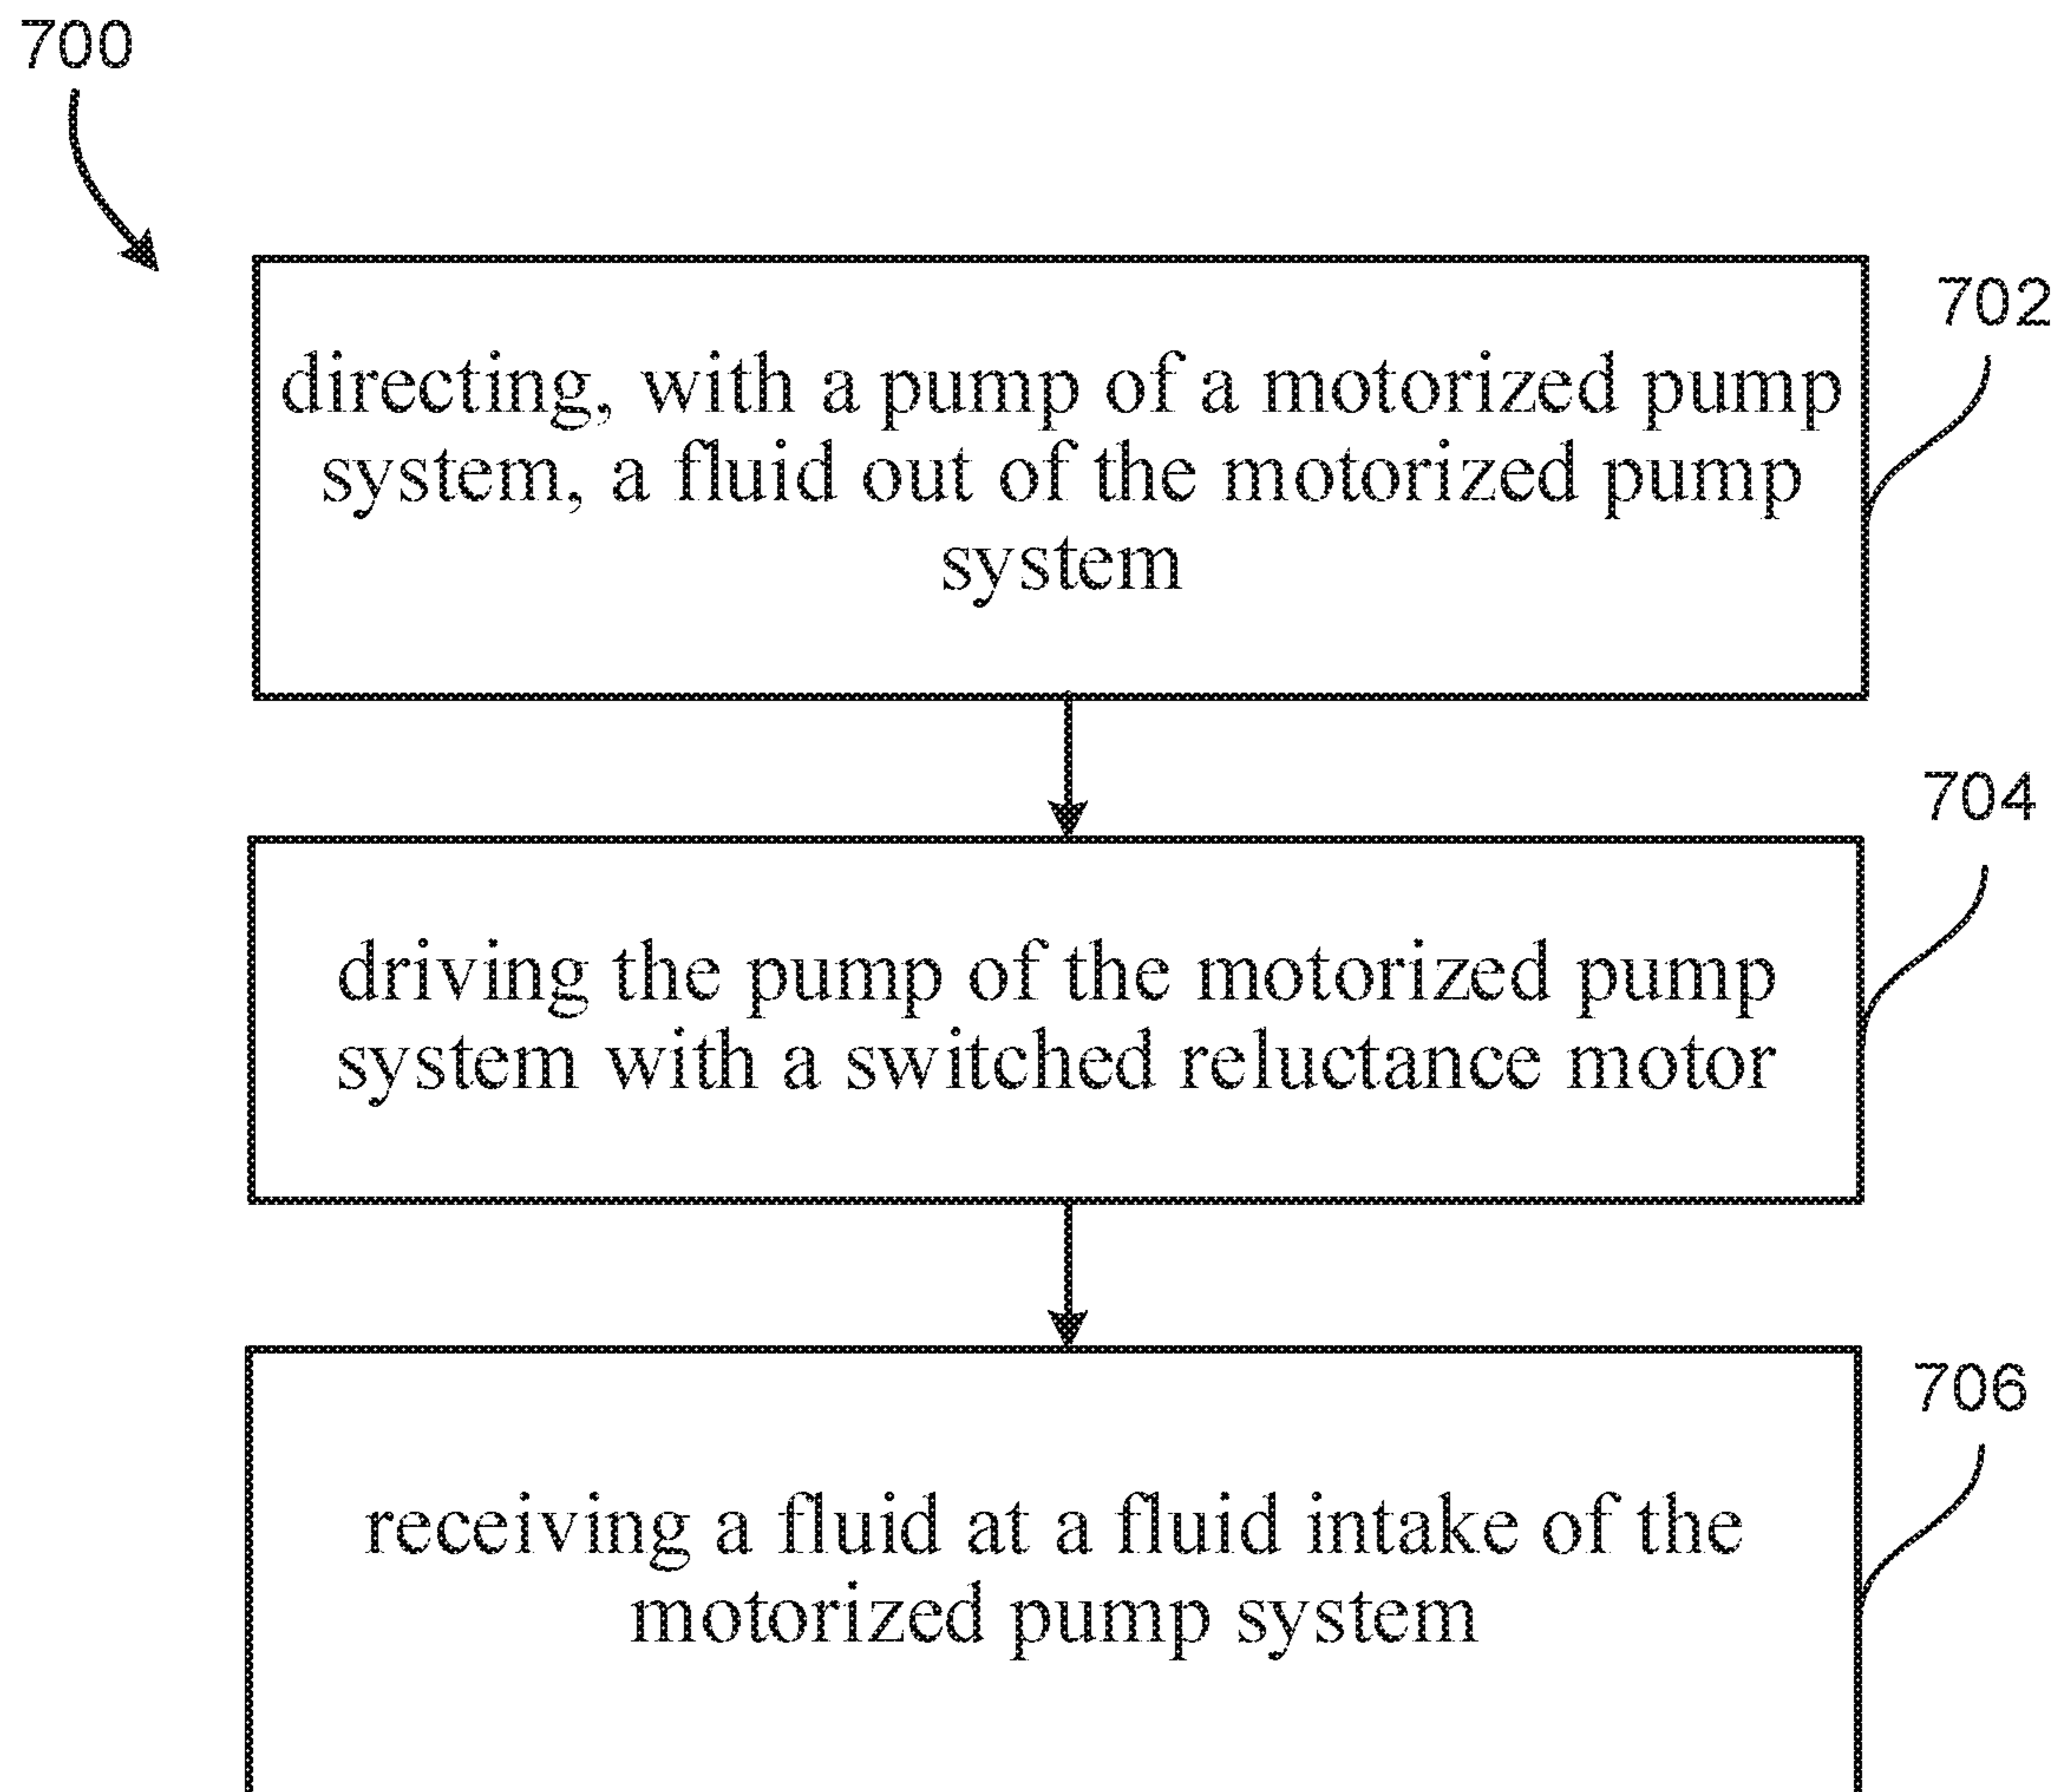 700
702
directing, with a pump of a motorized pump
system, a fluid out of the motorized pump
system
704
driving the pump of the motorized pump
system with a switched reluctance motor
706
receiving a fluid at a fluid intake of the
motorized pump system